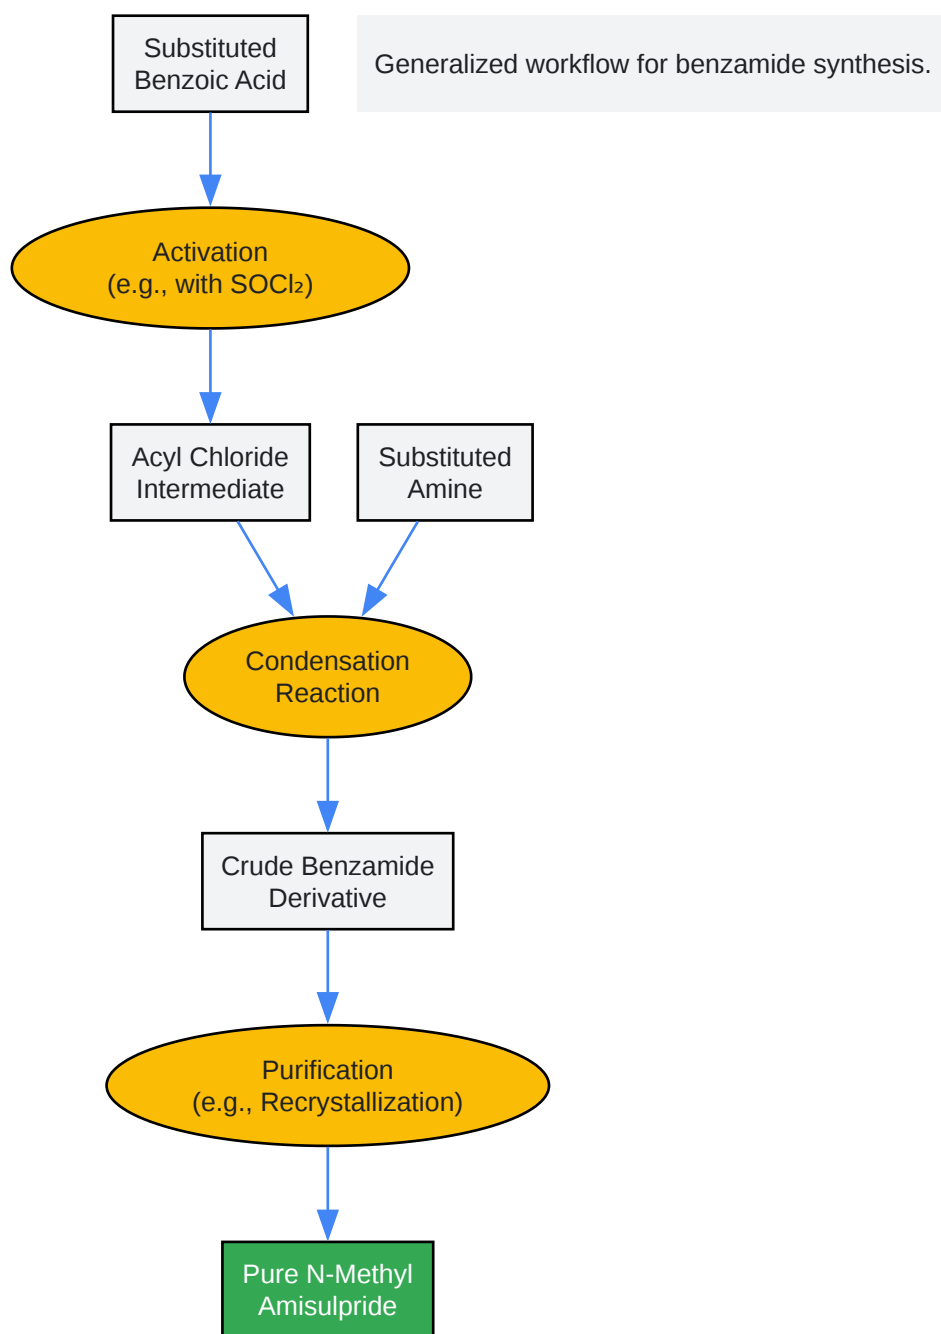 Substituted
Benzoic Acid
Generalized workflow for benzamide synthesis.
Activation
(e.g., with SOCl₂)
Acyl Chloride
Intermediate
Substituted
Amine
Condensation
Reaction
Crude Benzamide
Derivative
Purification
(e.g., Recrystallization)
Pure N-Methyl
Amisulpride